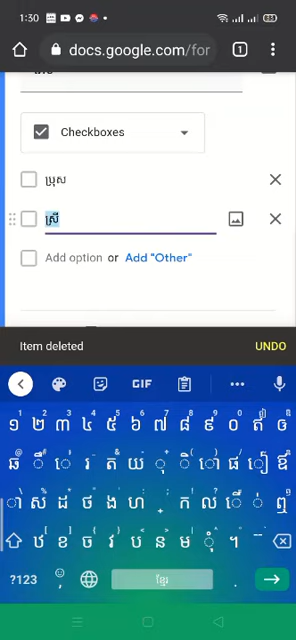 1:30
docs.google.com/for
1
Checkboxes
ប្រុស
ស្រី
Add option or Add "Other"
Item deleted UNDO
GIF
១ ២ ៣ ៤ ៥ ៦ ៧ ៨ ៩ ០ ឥ ឲ
ឆ ឹ េ រ ត យ ុ ិ ោ ផ ៀ ឪ
ា ស ដ ថ ង ហ ្ ក ល ើ ់ ឮ
ឋ ខ ច វ ប ន ម ុំ ។
?123 ខ្មែរ .